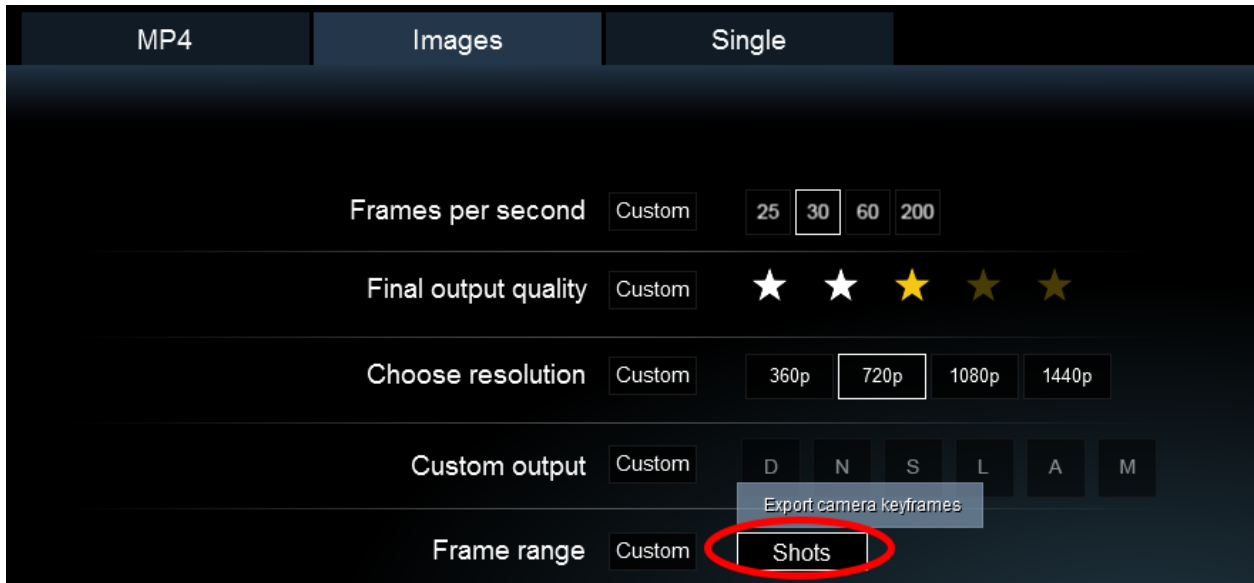 MP4 Images Single
Frames per second Custom 25 30 60 200
Final output quality Custom
Choose resolution Custom 360p 720p 1080p 1440p
Custom output Custom D N S L A M
Export camera keyframes
Frame range Custom Shots